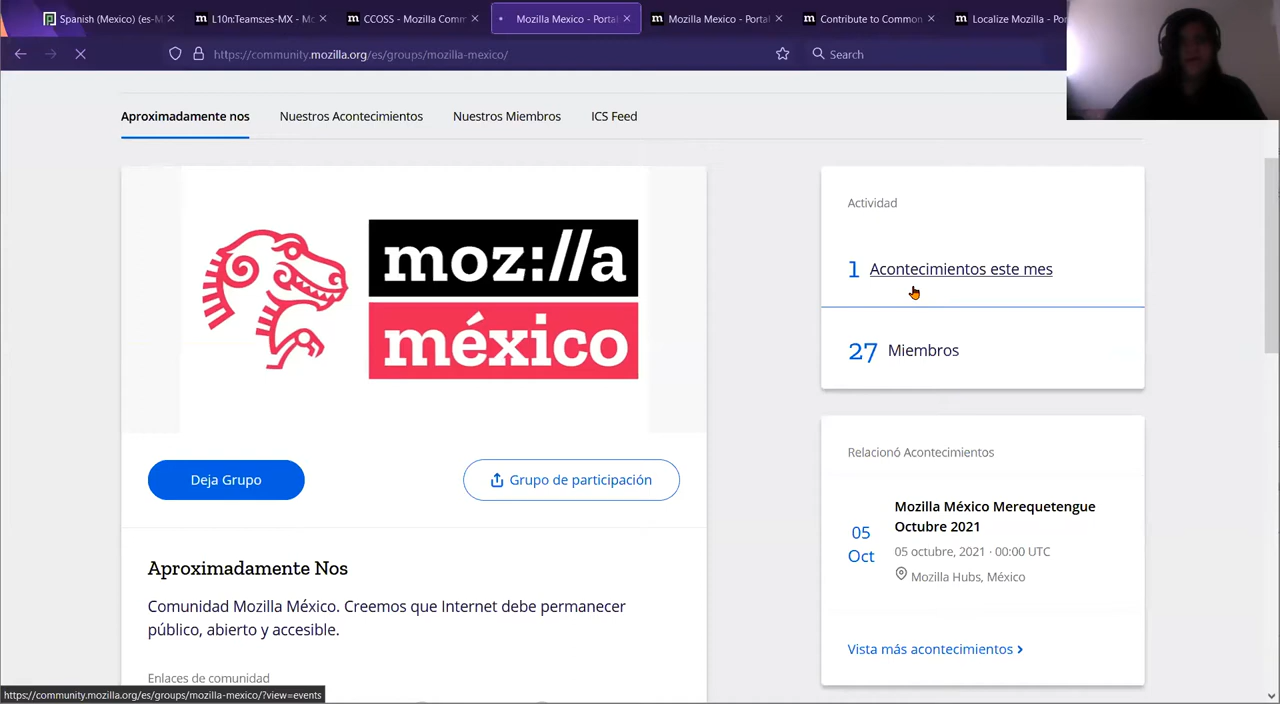 Spanish (Mexico) (es-M
L10n:Teams:es-MX - Mo
CCOSS - Mozilla Comm
Mozilla Mexico - Portal
Mozilla Mexico - Portal
Contribute to Common
Localize Mozilla - Por
https://community.mozilla.org/es/groups/mozilla-mexico/
Search
Aproximadamente nos
Nuestros Acontecimientos
Nuestros Miembros
ICS Feed
moz://a
méxico
Actividad
1 Acontecimientos este mes
27 Miembros
Deja Grupo
Grupo de participación
Relacionó Acontecimientos
Mozilla México Merequetengue
Octubre 2021
05
Oct
05 octubre, 2021 · 00:00 UTC
Mozilla Hubs, México
Vista más acontecimientos
Aproximadamente Nos
Comunidad Mozilla México. Creemos que Internet debe permanecer
público, abierto y accesible.
Enlaces de comunidad
https://community.mozilla.org/es/groups/mozilla-mexico/?view=events